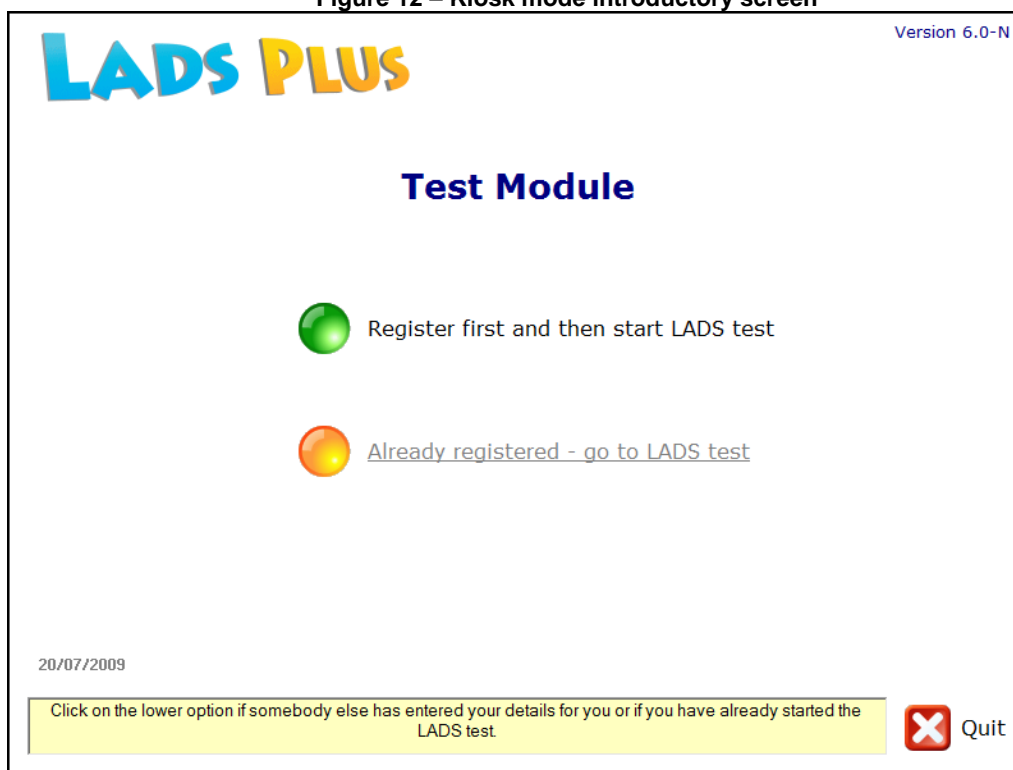 Figure 12 – Kiosk mode introductory screen
Version 6.0-N
LADS PLUS
Test Module
Register first and then start LADS test
Already registered - go to LADS test
20/07/2009
Click on the lower option if somebody else has entered your details for you or if you have already started the
LADS test.
Quit